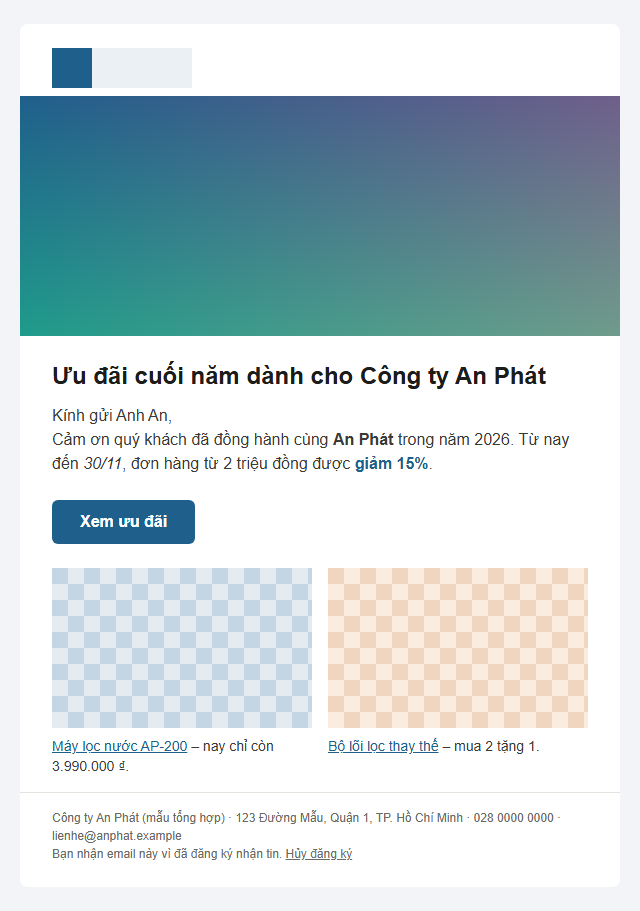 Ưu đãi cuối năm dành cho Công ty An Phát
Kính gửi Anh An,
Cảm ơn quý khách đã đồng hành cùng An Phát trong năm 2026. Từ nay
đến 30/11, đơn hàng từ 2 triệu đồng được giảm 15%.
Xem ưu đãi
Máy lọc nước AP-200 – nay chỉ còn
3.990.000 ₫.
Bộ lõi lọc thay thế – mua 2 tặng 1.
Công ty An Phát (mẫu tổng hợp) · 123 Đường Mẫu, Quận 1, TP. Hồ Chí Minh · 028 0000 0000 ·
lienhe@anphat.example
Bạn nhận email này vì đã đăng ký nhận tin. Hủy đăng ký